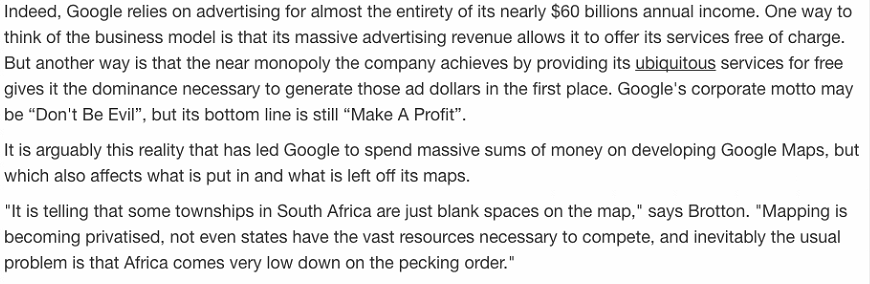 Indeed, Google relies on advertising for almost the entirety of its nearly $60 billions annual income. One way to
think of the business model is that its massive advertising revenue allows it to offer its services free of charge.
But another way is that the near monopoly the company achieves by providing its ubiquitous services for free
gives it the dominance necessary to generate those ad dollars in the first place. Google's corporate motto may
be “Don't Be Evil”, but its bottom line is still “Make A Profit”.
It is arguably this reality that has led Google to spend massive sums of money on developing Google Maps, but
which also affects what is put in and what is left off its maps.
"It is telling that some townships in South Africa are just blank spaces on the map," says Brotton. "Mapping is
becoming privatised, not even states have the vast resources necessary to compete, and inevitably the usual
problem is that Africa comes very low down on the pecking order."